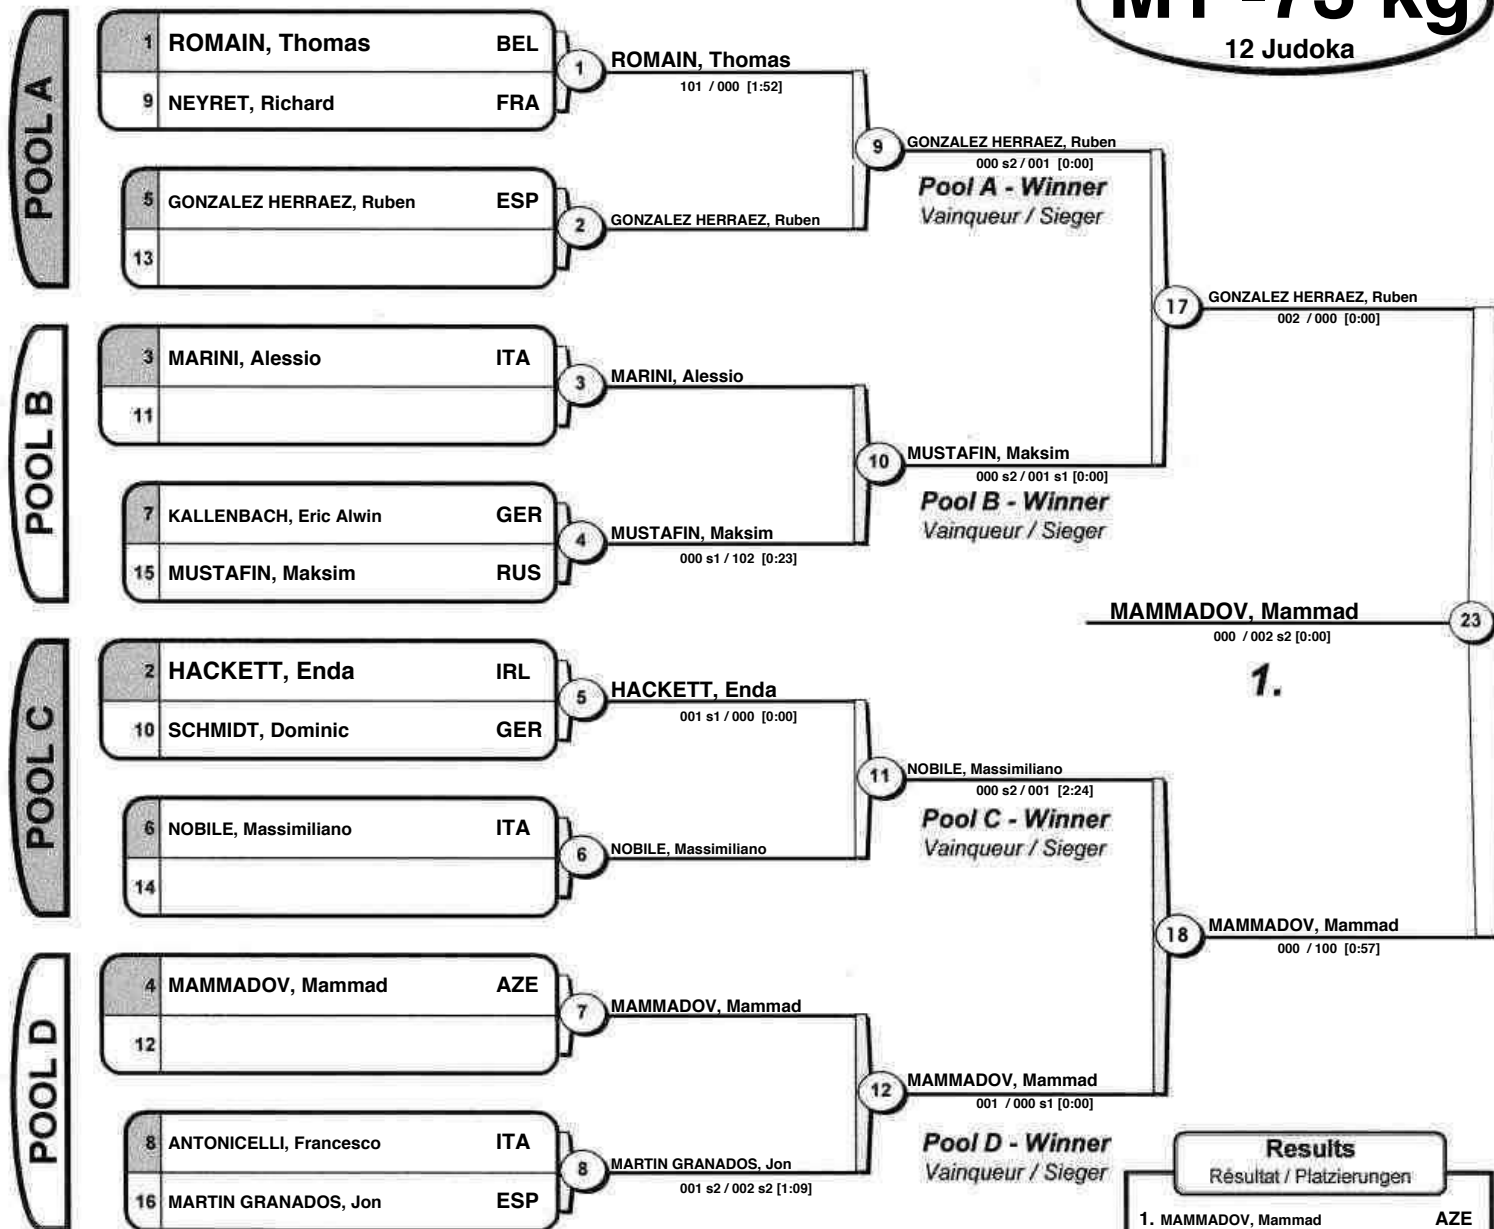 M1 -73 kg
12 Judoka
POOL A
1 ROMAIN, Thomas BEL
9 NEYRET, Richard FRA
5 GONZALEZ HERRAEZ, Ruben ESP
13
1 ROMAIN, Thomas
101 / 000 [1:52]
2 GONZALEZ HERRAEZ, Ruben
9 GONZALEZ HERRAEZ, Ruben
000 s2 / 001 [0:00]
Pool A - Winner
Vainqueur / Sieger
POOL B
3 MARINI, Alessio ITA
11
7 KALLENBACH, Eric Alwin GER
15 MUSTAFIN, Maksim RUS
3 MARINI, Alessio
4 MUSTAFIN, Maksim
000 s1 / 102 [0:23]
10 MUSTAFIN, Maksim
000 s2 / 001 s1 [0:00]
Pool B - Winner
Vainqueur / Sieger
17 GONZALEZ HERRAEZ, Ruben
002 / 000 [0:00]
MAMMADOV, Mammad 23
000 / 002 s2 [0:00]
1.
POOL C
2 HACKETT, Enda IRL
10 SCHMIDT, Dominic GER
6 NOBILE, Massimiliano ITA
14
5 HACKETT, Enda
001 s1 / 000 [0:00]
6 NOBILE, Massimiliano
11 NOBILE, Massimiliano
000 s2 / 001 [2:24]
Pool C - Winner
Vainqueur / Sieger
18 MAMMADOV, Mammad
000 / 100 [0:57]
POOL D
4 MAMMADOV, Mammad AZE
12
8 ANTONICELLI, Francesco ITA
16 MARTIN GRANADOS, Jon ESP
7 MAMMADOV, Mammad
8 MARTIN GRANADOS, Jon
001 s2 / 002 s2 [1:09]
12 MAMMADOV, Mammad
001 / 000 s1 [0:00]
Pool D - Winner
Vainqueur / Sieger
Results
Résultat / Platzierungen
1. MAMMADOV, Mammad AZE